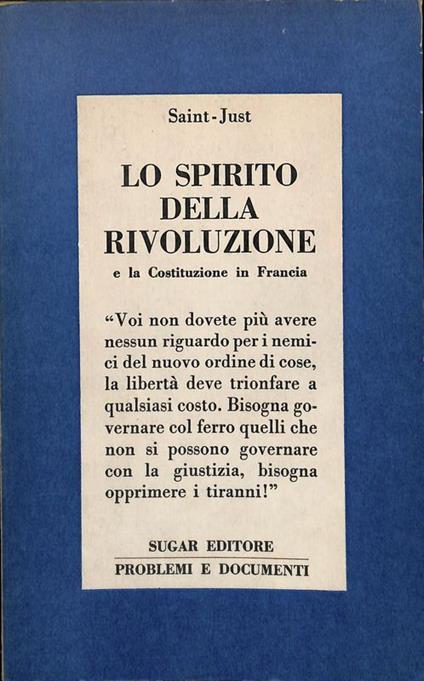 Saint-Just
LO SPIRITO
DELLA
RIVOLUZIONE
e la Costituzione in Francia
“Voi non dovete più avere
nessun riguardo per i nemi-
ci del nuovo ordine di cose,
la libertà deve trionfare a
qualsiasi costo. Bisogna go-
vernare col ferro quelli che
non si possono governare
con la giustizia, bisogna
opprimere i tiranni!”
SUGAR EDITORE
PROBLEMI E DOCUMENTI